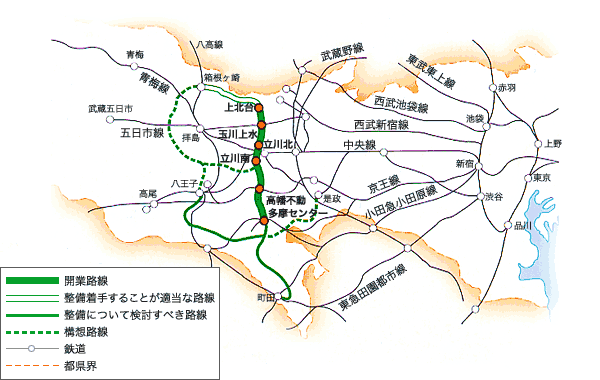 八高線
青梅
青梅線
箱根ヶ崎
武蔵野線
東武東上線
赤羽
武蔵五日市
上北台
西武池袋線
五日市線
拝島
玉川上水
西武新宿線
池袋
立川北
中央線
上野
立川南
新宿
八王子
京王線
東京
高尾
高幡不動
是政
小田急小田原線
渋谷
多摩センター
品川
町田
東急田園都市線
開業路線
整備着手することが適当な路線
整備について検討すべき路線
構想路線
鉄道
都県界